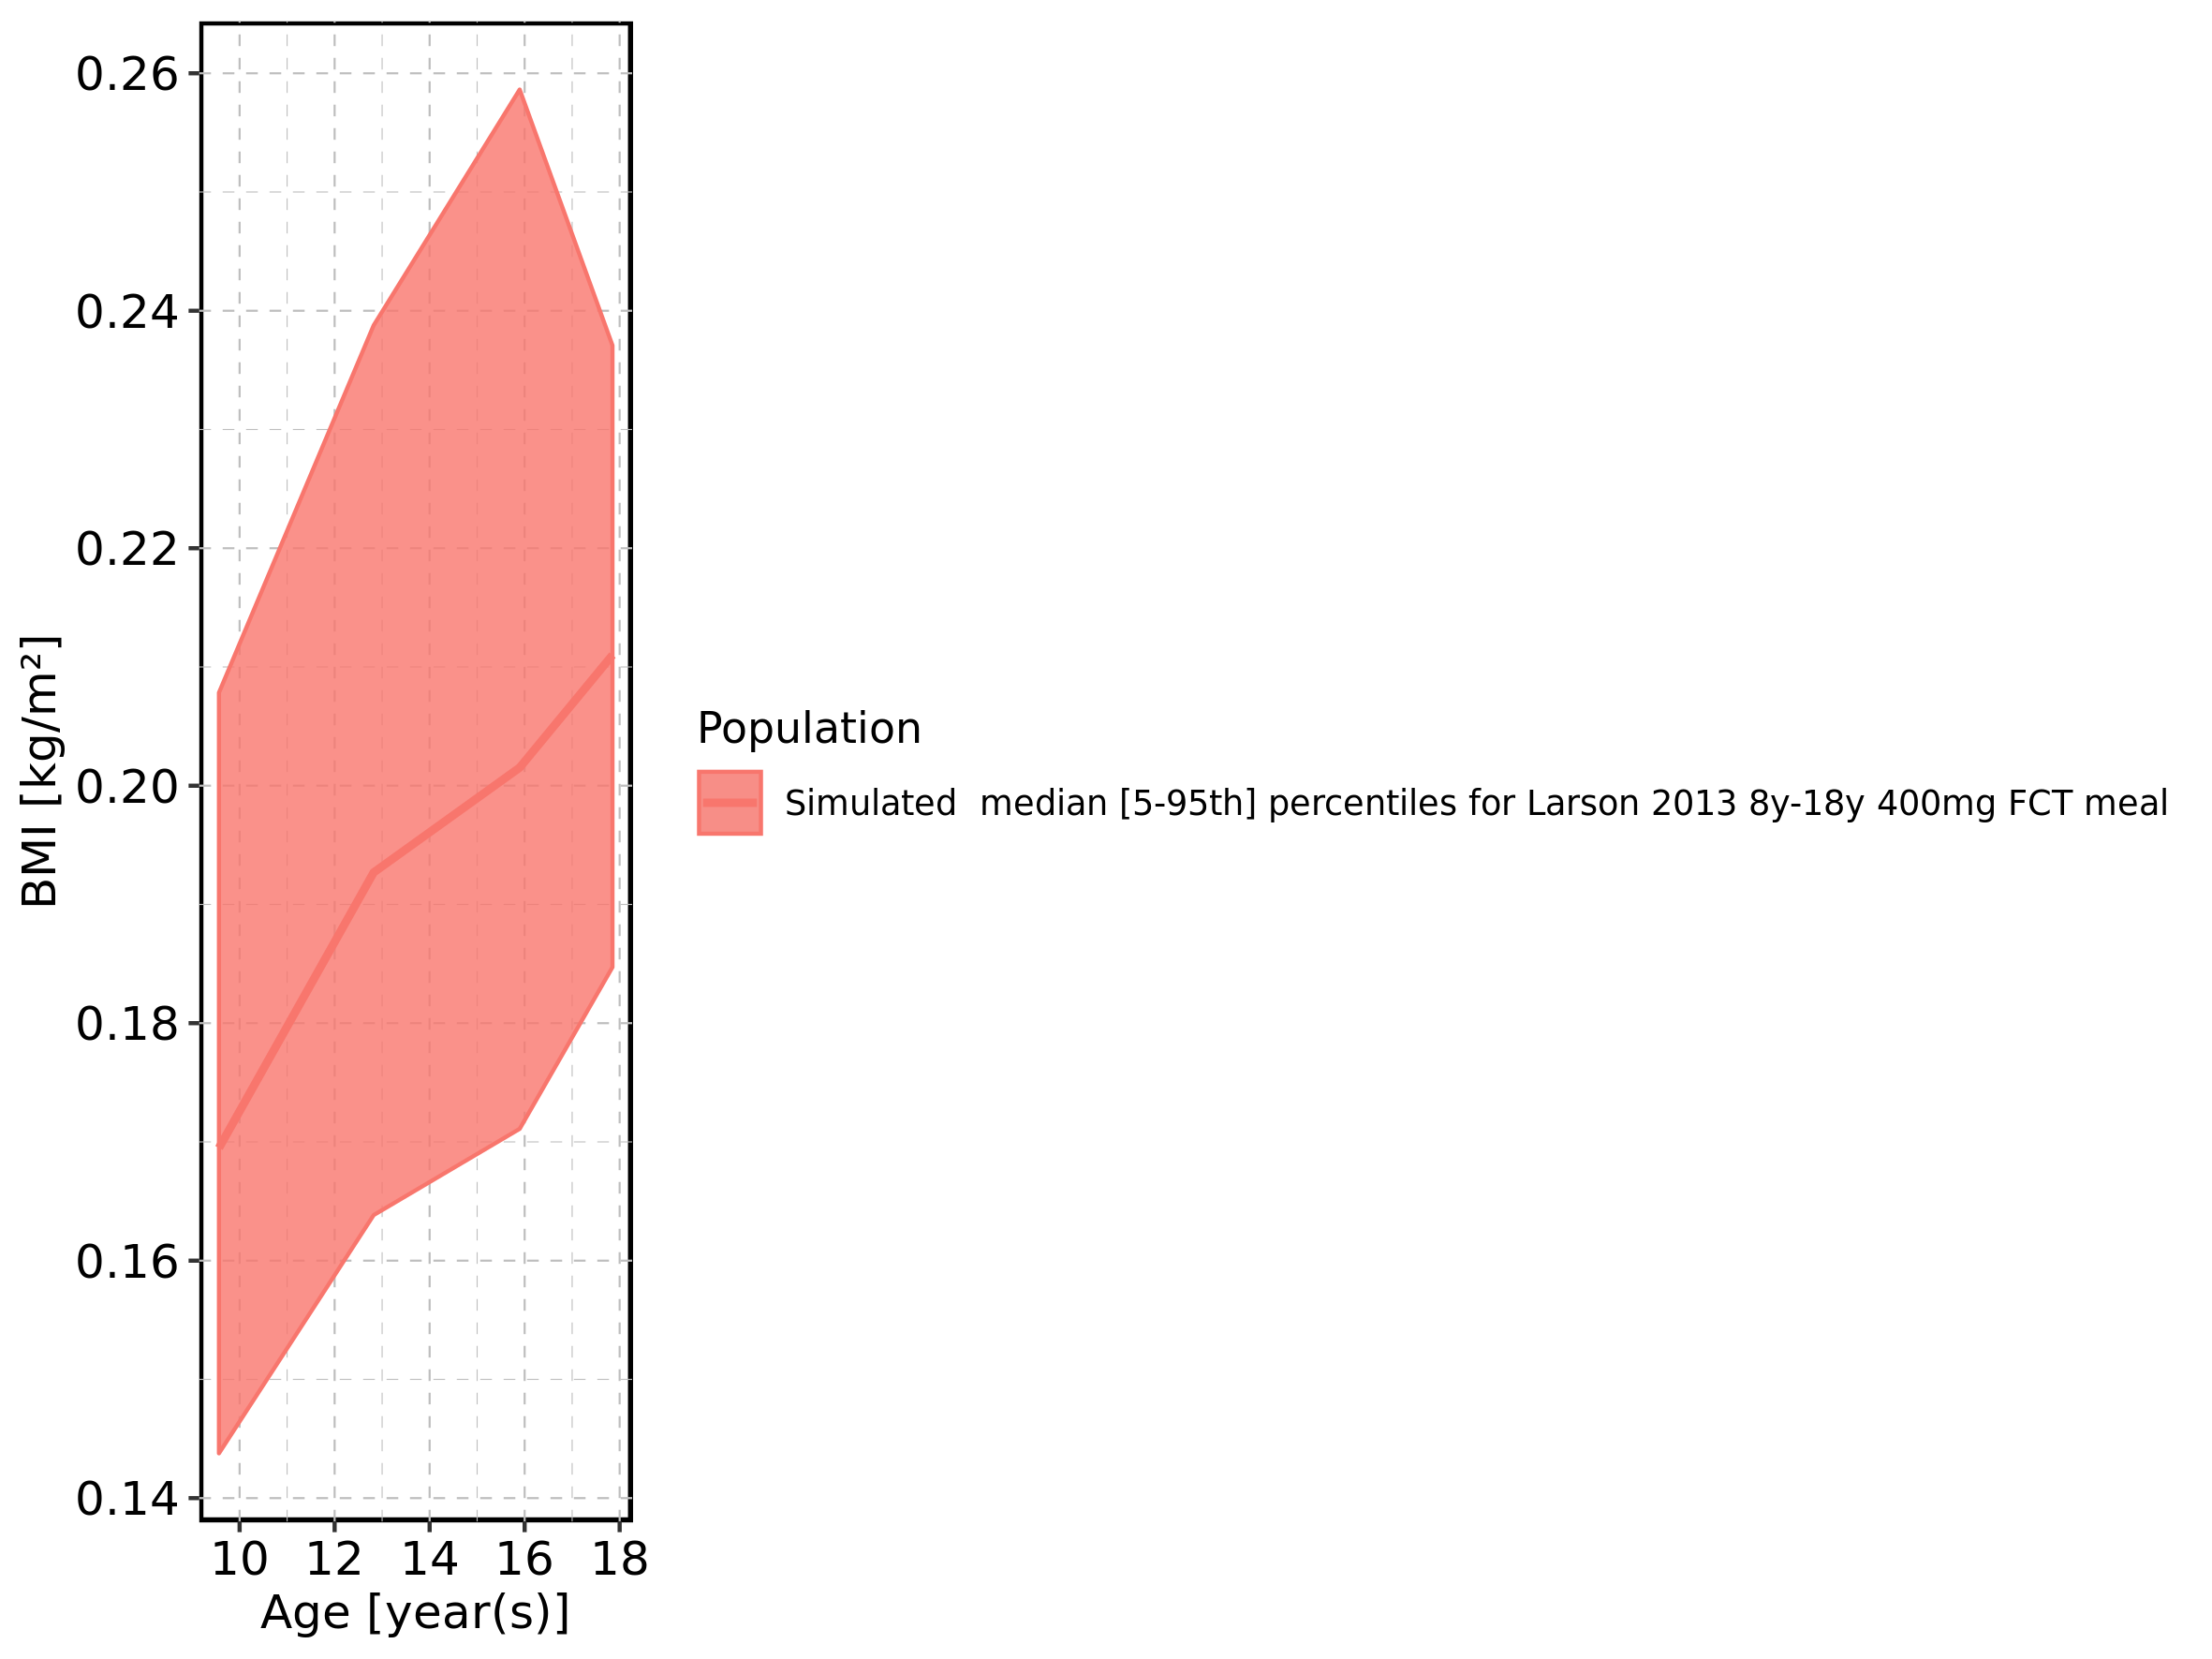 0.26
0.24
0.22
0.20
0.18
0.16
0.14
BMI [kg/m²]
10 12 14 16 18
Age [year(s)]
Population
Simulated  median [5-95th] percentiles for Larson 2013 8y-18y 400mg FCT meal